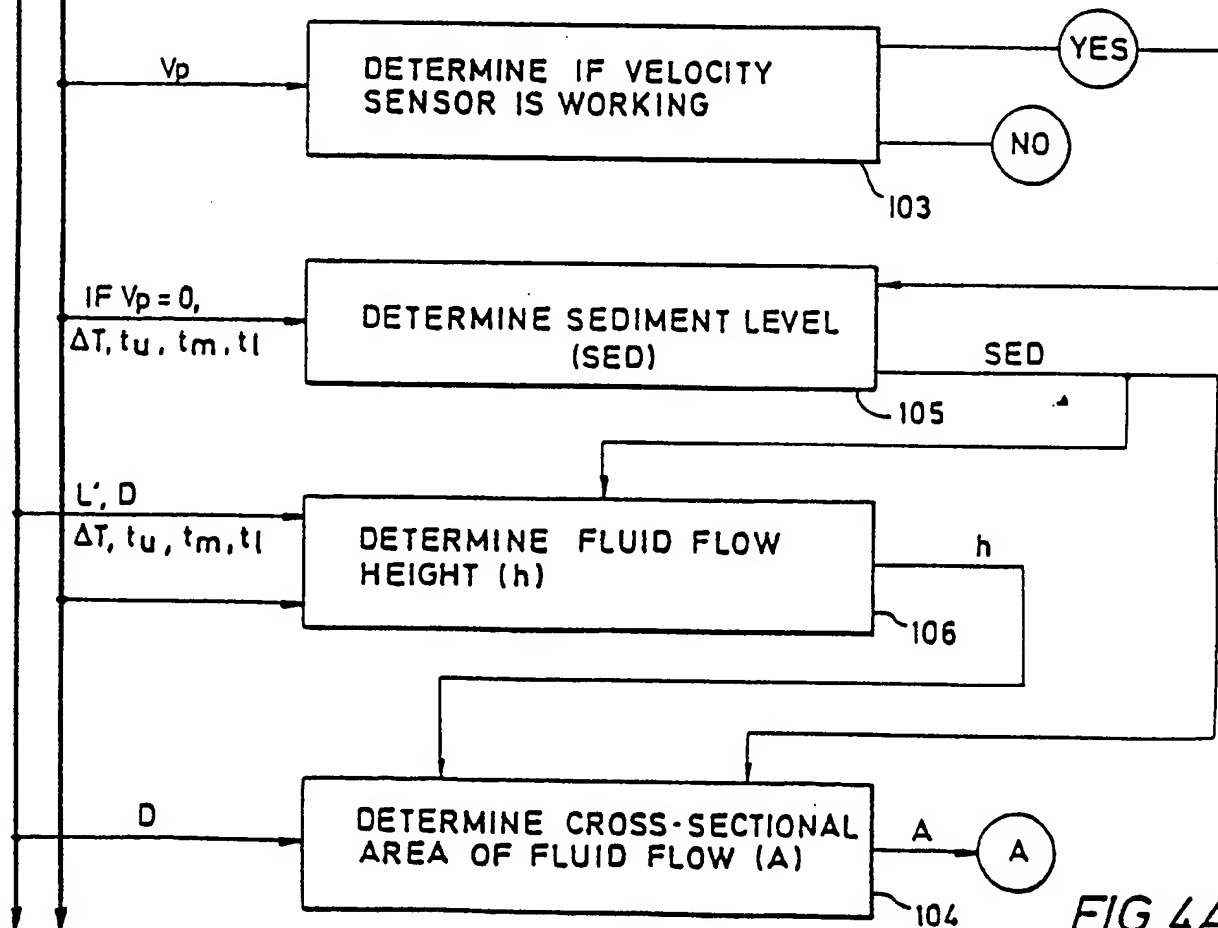 Vp
DETERMINE IF VELOCITY
SENSOR IS WORKING
YES
NO
103
IF Vp = 0,
ΔT, tu, tm, tl
DETERMINE SEDIMENT LEVEL
(SED)
SED
105
L', D
ΔT, tu, tm, tl
DETERMINE FLUID FLOW
HEIGHT (h)
h
106
D
DETERMINE CROSS-SECTIONAL
AREA OF FLUID FLOW (A)
A
A
104
FIG 4A